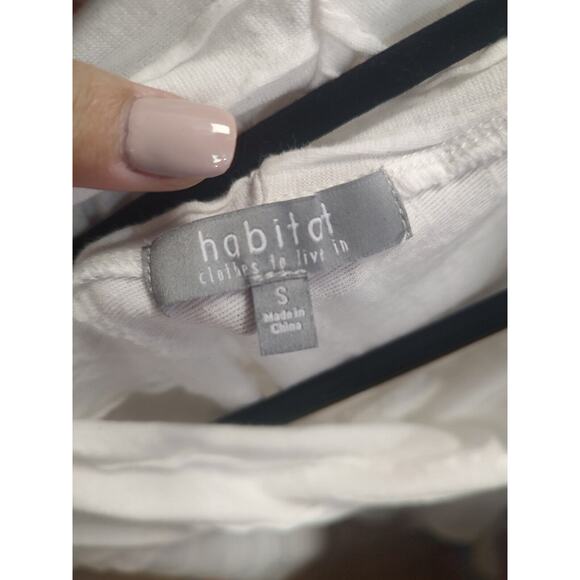 habitat
clothes to live in
S
Made in
China